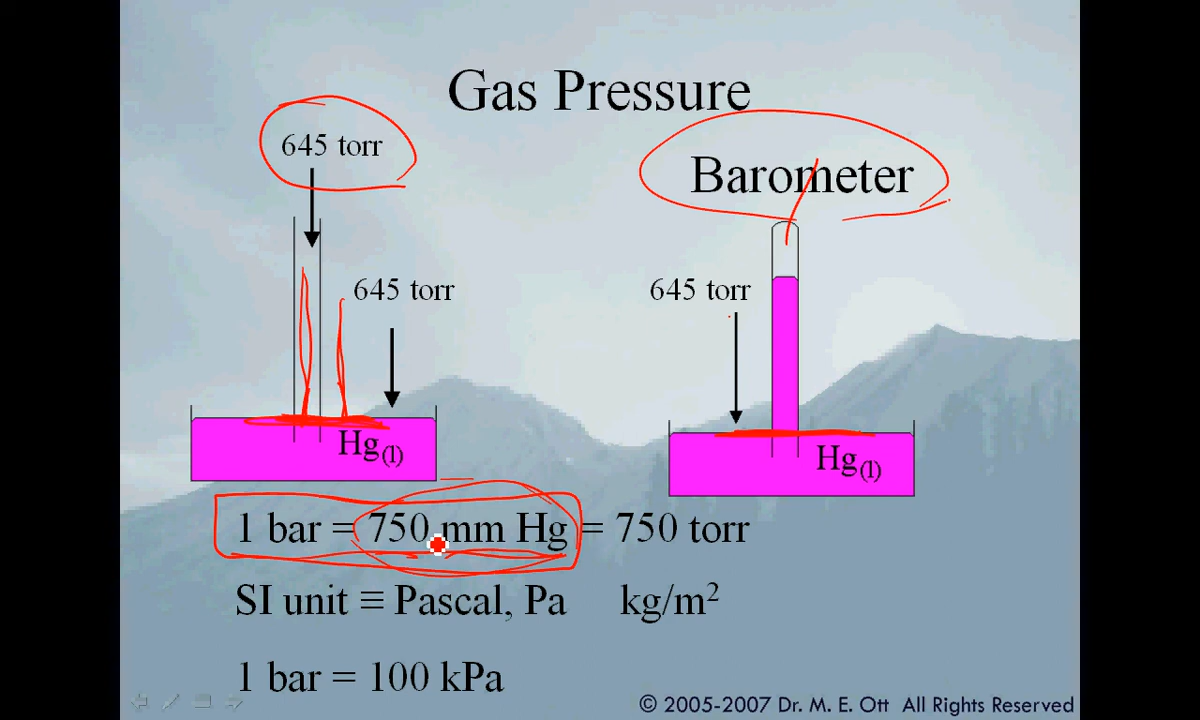 Gas Pressure
645 torr
Barometer
645 torr
645 torr
Hg(l)
Hg(l)
1 bar = 750 mm Hg = 750 torr
SI unit ≡ Pascal, Pa kg/m²
1 bar = 100 kPa
© 2005-2007 Dr. M. E. Ott All Rights Reserved